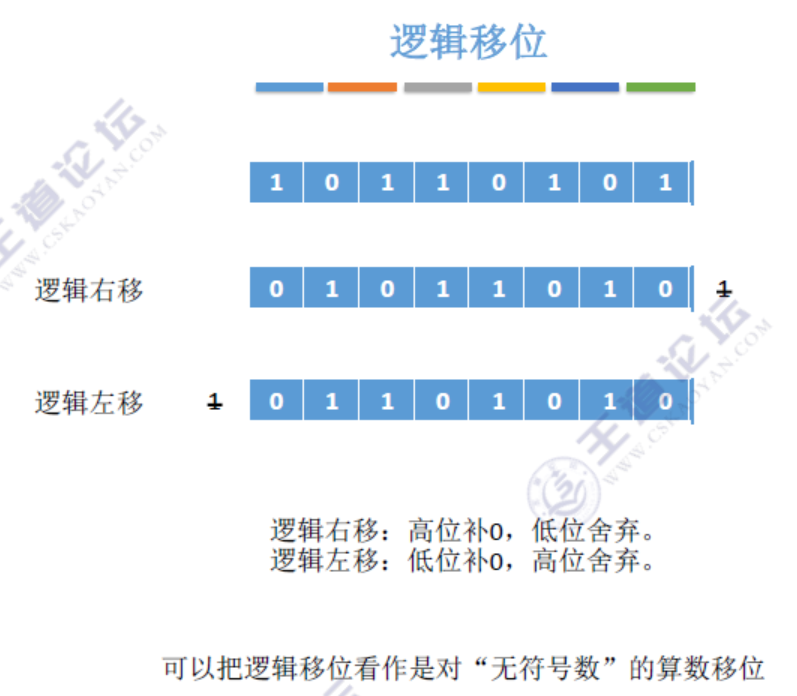 逻辑移位
1 0 1 1 0 1 0 1
逻辑右移 0 1 0 1 1 0 1 0 1
逻辑左移 1 0 1 1 0 1 0 1 0
逻辑右移：高位补0，低位舍弃。
逻辑左移：低位补0，高位舍弃。
可以把逻辑移位看作是对“无符号数”的算数移位
王道论坛
WWW.CSKAOYAN.COM
王道论坛
WWW.CSKAOYAN.COM